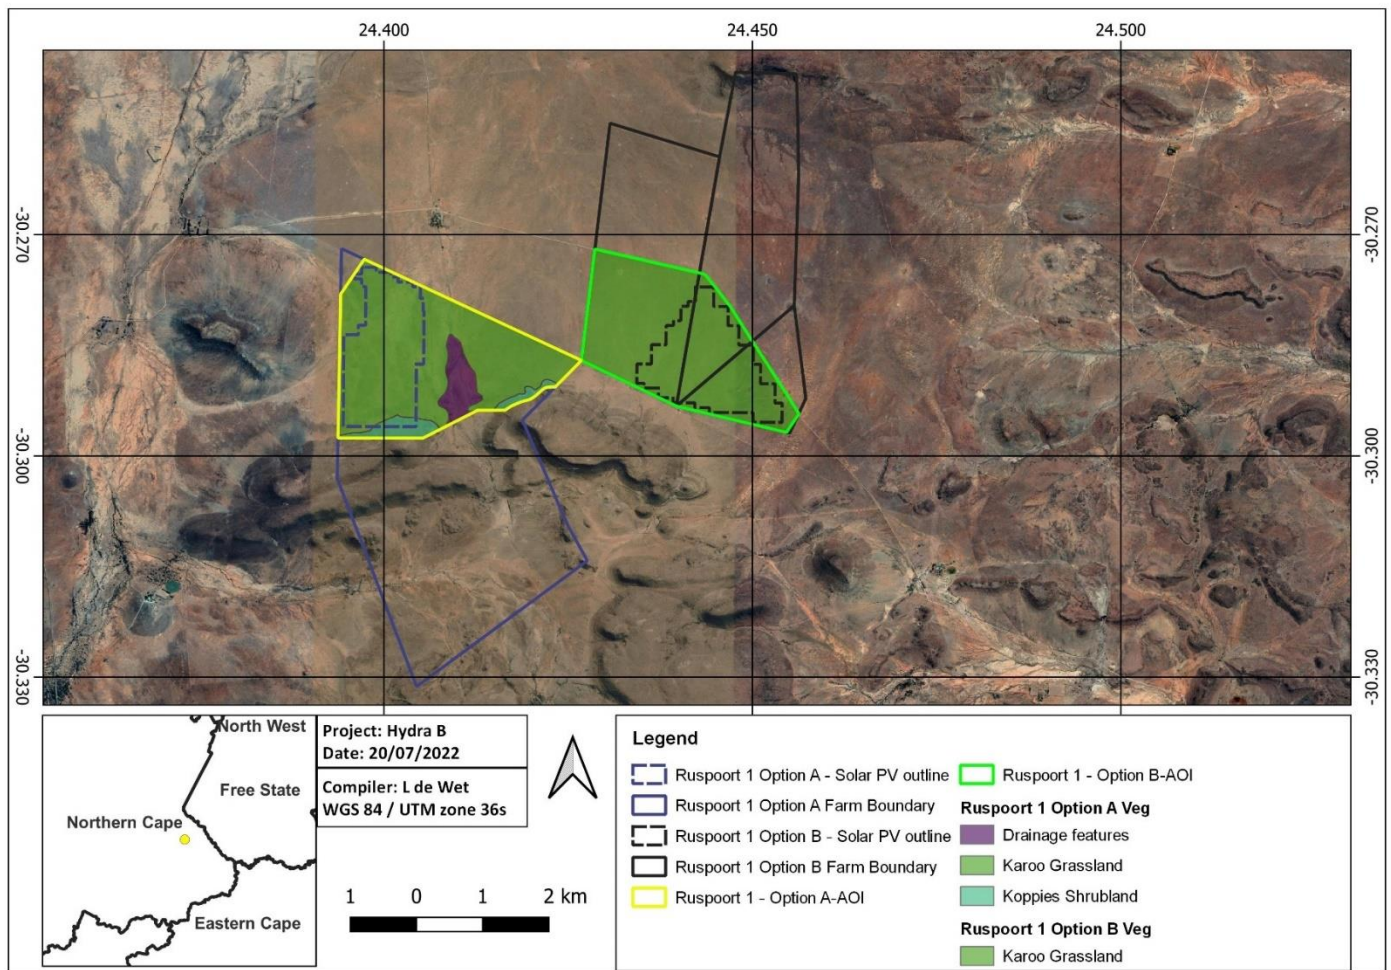 24.400 24.450 24.500
-30.270 -30.270
-30.300 -30.300
-30.330 -30.330
North West
Free State
Northern Cape
Eastern Cape
Project: Hydra B
Date: 20/07/2022
Compiler: L de Wet
WGS 84 / UTM zone 36s
1 0 1 2 km
Legend
Ruspoort 1 Option A - Solar PV outline
Ruspoort 1 Option A Farm Boundary
Ruspoort 1 Option B - Solar PV outline
Ruspoort 1 Option B Farm Boundary
Ruspoort 1 - Option A-AOI
Ruspoort 1 - Option B-AOI
Ruspoort 1 Option A Veg
Drainage features
Karoo Grassland
Koppies Shrubland
Ruspoort 1 Option B Veg
Karoo Grassland